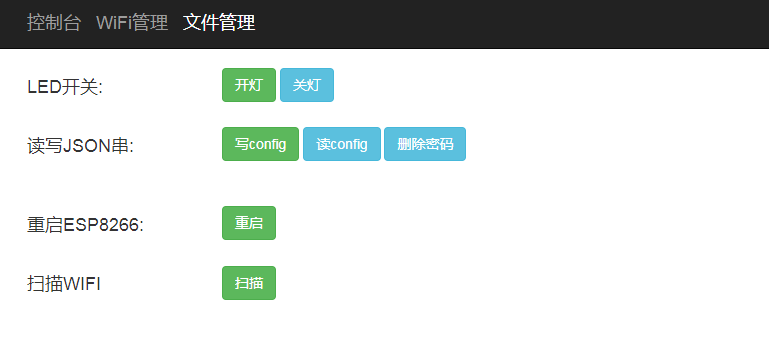 控制台 WiFi管理 文件管理
LED开关: 开灯 关灯
读写JSON串: 写config 读config 删除密码
重启ESP8266: 重启
扫描WIFI 扫描